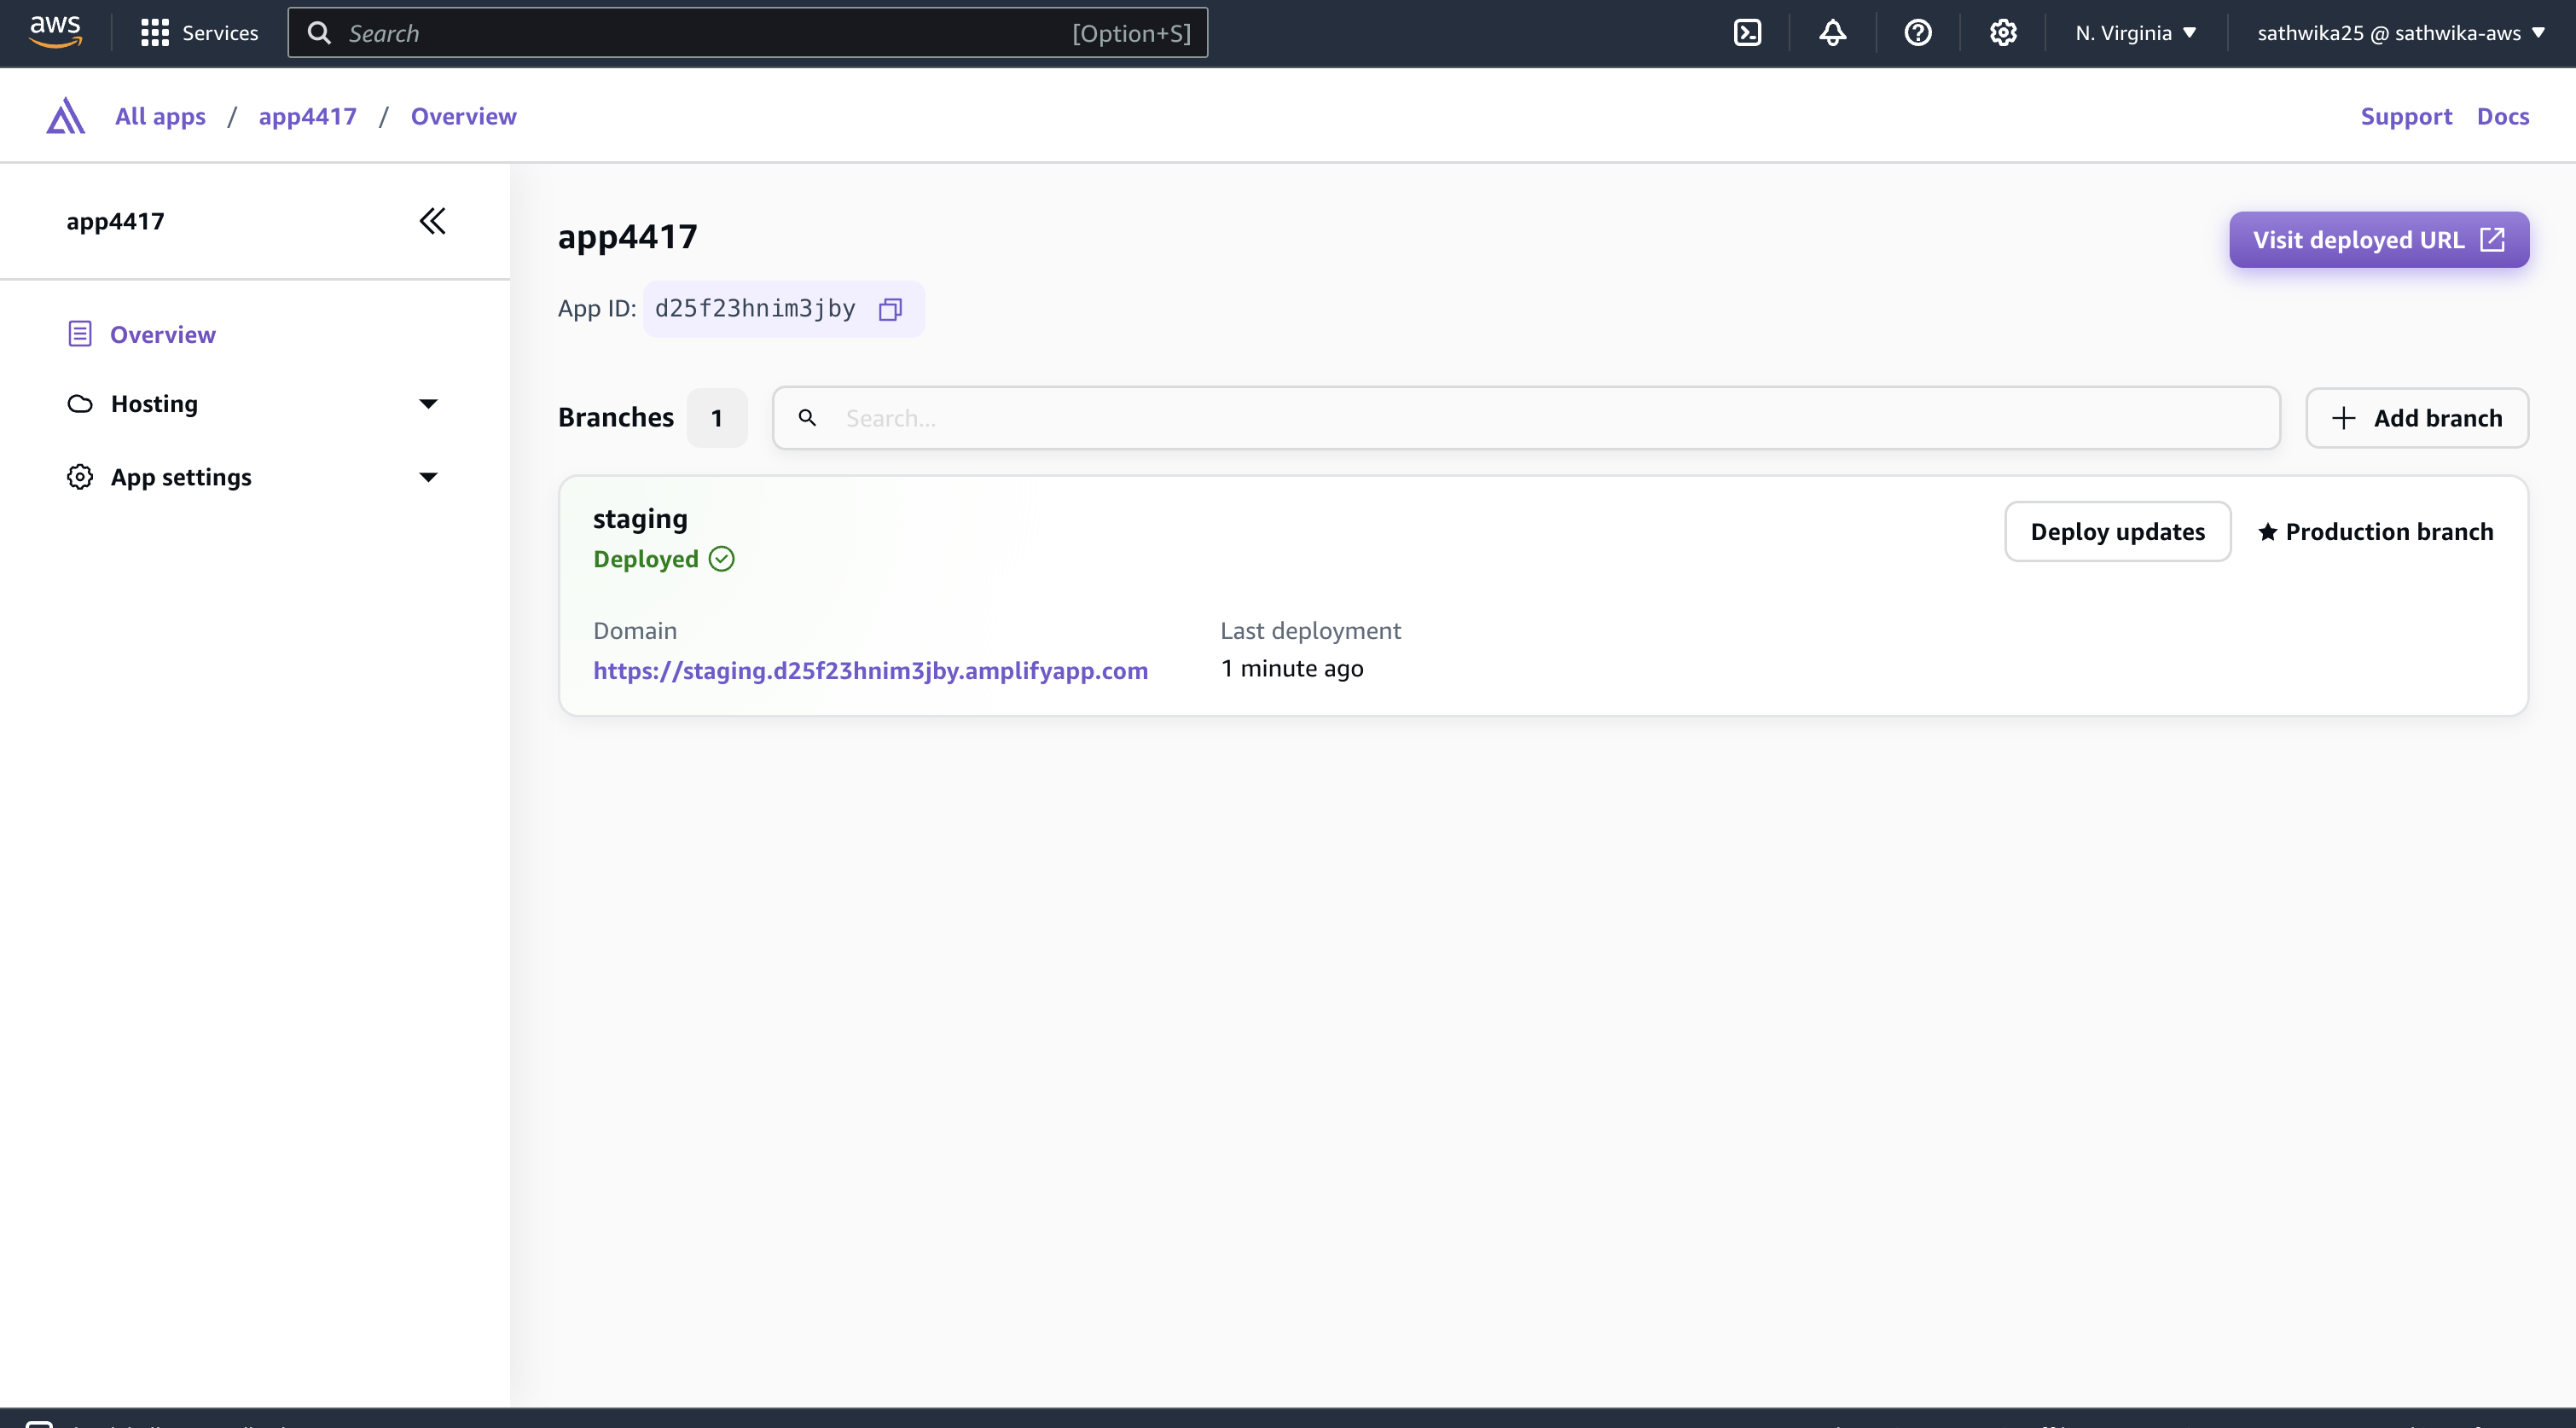 aws
Services
Search
[Option+S]
N. Virginia
sathwika25 @ sathwika-aws
All apps / app4417 / Overview
Support
Docs
app4417
Overview
Hosting
App settings
app4417
Visit deployed URL
App ID: d25f23hnim3jby
Branches 1
Search...
Add branch
staging
Deployed
Deploy updates
Production branch
Domain
https://staging.d25f23hnim3jby.amplifyapp.com
Last deployment
1 minute ago